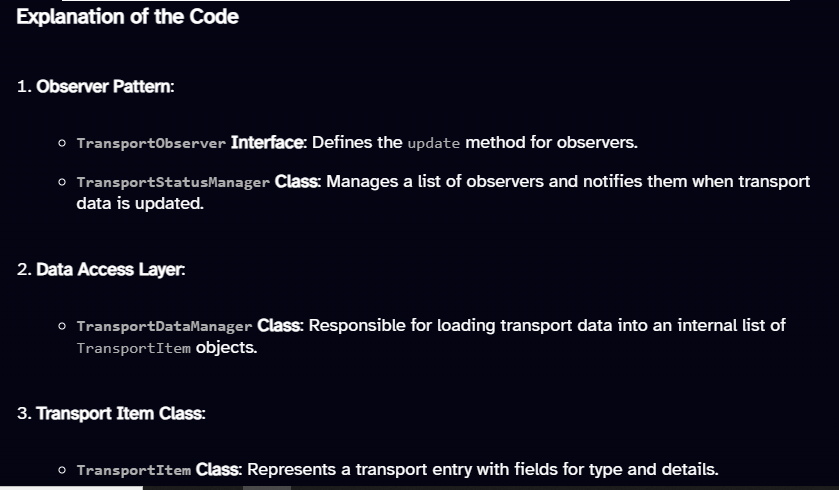 Explanation of the Code
1. Observer Pattern:
TransportObserver Interface: Defines the update method for observers.
TransportStatusManager Class: Manages a list of observers and notifies them when transport
data is updated.
2. Data Access Layer:
TransportDataManager Class: Responsible for loading transport data into an internal list of
TransportItem objects.
3. Transport Item Class:
TransportItem Class: Represents a transport entry with fields for type and details.